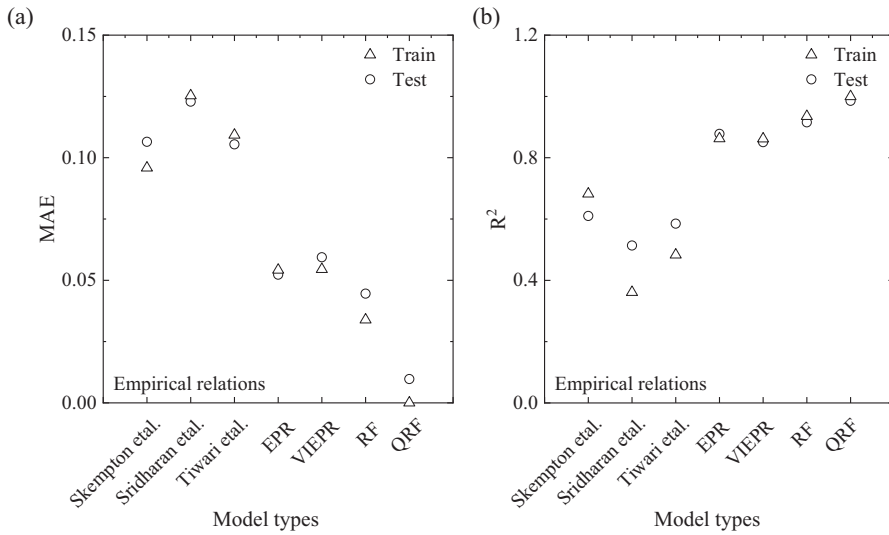 (a)
0.15
0.10
0.05
0.00
MAE
Train
Test
Empirical relations
Skempton etal.
Sridharan etal.
Tiwari etal.
EPR
VIEPR
RF
QRF
Model types
(b)
1.2
0.8
0.4
0.0
R²
Train
Test
Empirical relations
Skempton etal.
Sridharan etal.
Tiwari etal.
EPR
VIEPR
RF
QRF
Model types